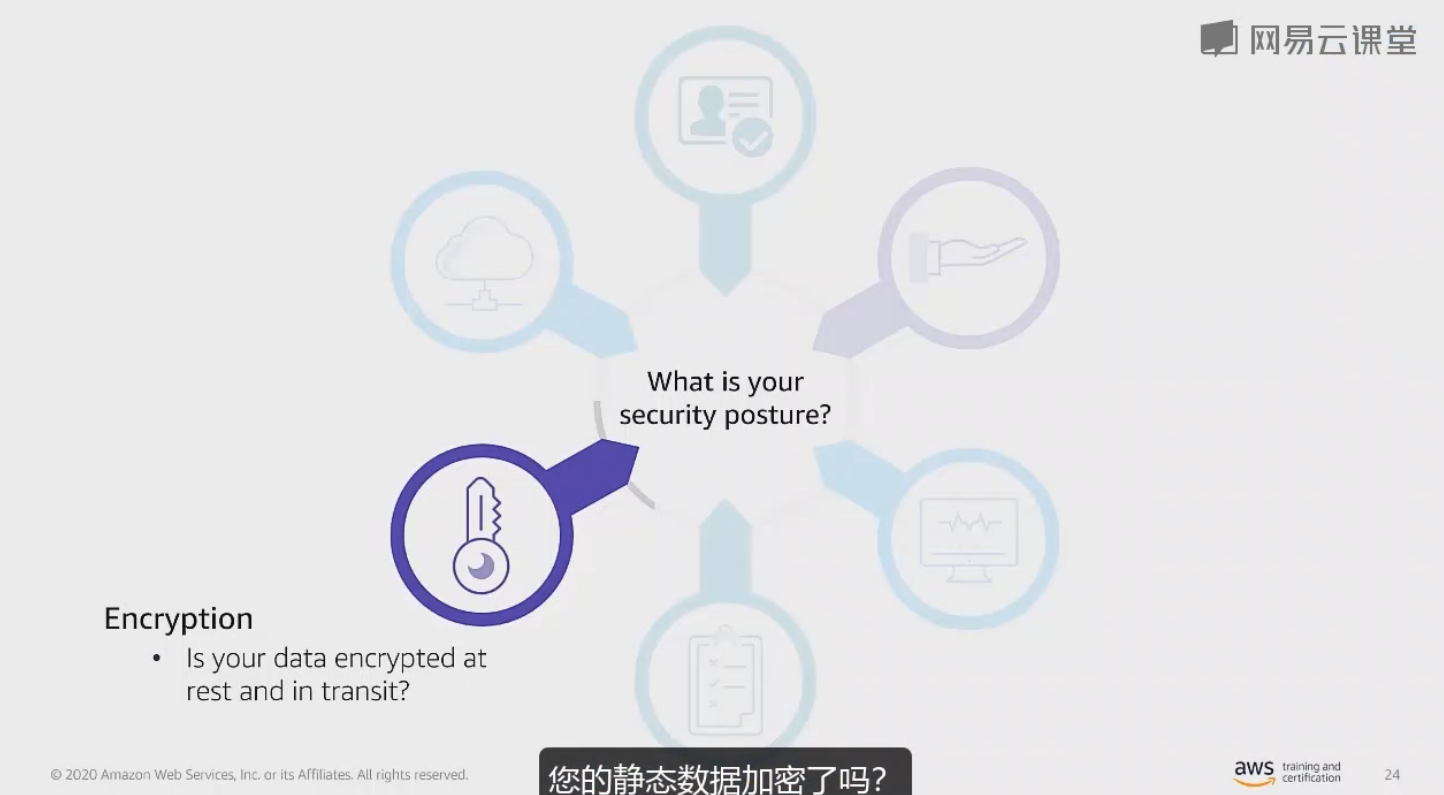 网易云课堂
What is your
security posture?
Encryption
• Is your data encrypted at
rest and in transit?
© 2020 Amazon Web Services, Inc. or its Affiliates. All rights reserved.
您的静态数据加密了吗?
aws training and
certification
24